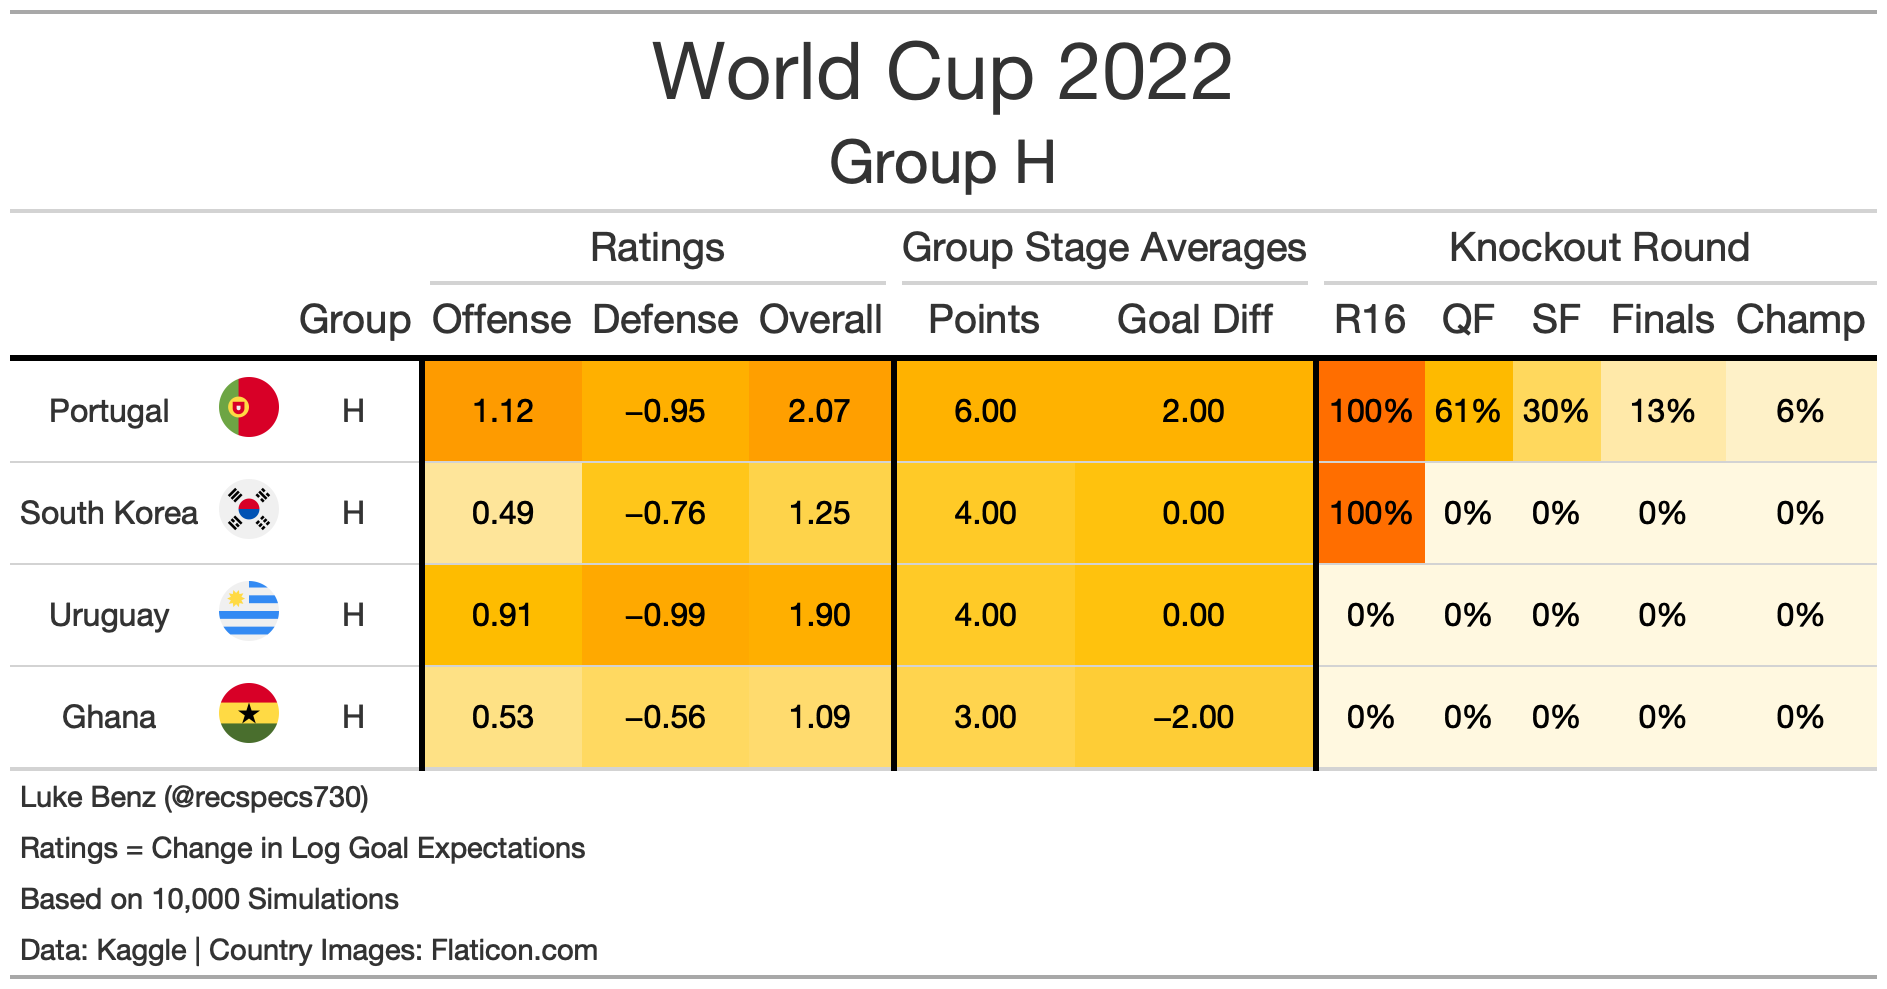 World Cup 2022
Group H
Ratings Group Stage Averages Knockout Round
Group Offense Defense Overall Points Goal Diff R16 QF SF Finals Champ
Portugal H 1.12 −0.95 2.07 6.00 2.00 100% 61% 30% 13% 6%
South Korea H 0.49 −0.76 1.25 4.00 0.00 100% 0% 0% 0% 0%
Uruguay H 0.91 −0.99 1.90 4.00 0.00 0% 0% 0% 0% 0%
Ghana H 0.53 −0.56 1.09 3.00 −2.00 0% 0% 0% 0% 0%
Luke Benz (@recspecs730)
Ratings = Change in Log Goal Expectations
Based on 10,000 Simulations
Data: Kaggle | Country Images: Flaticon.com